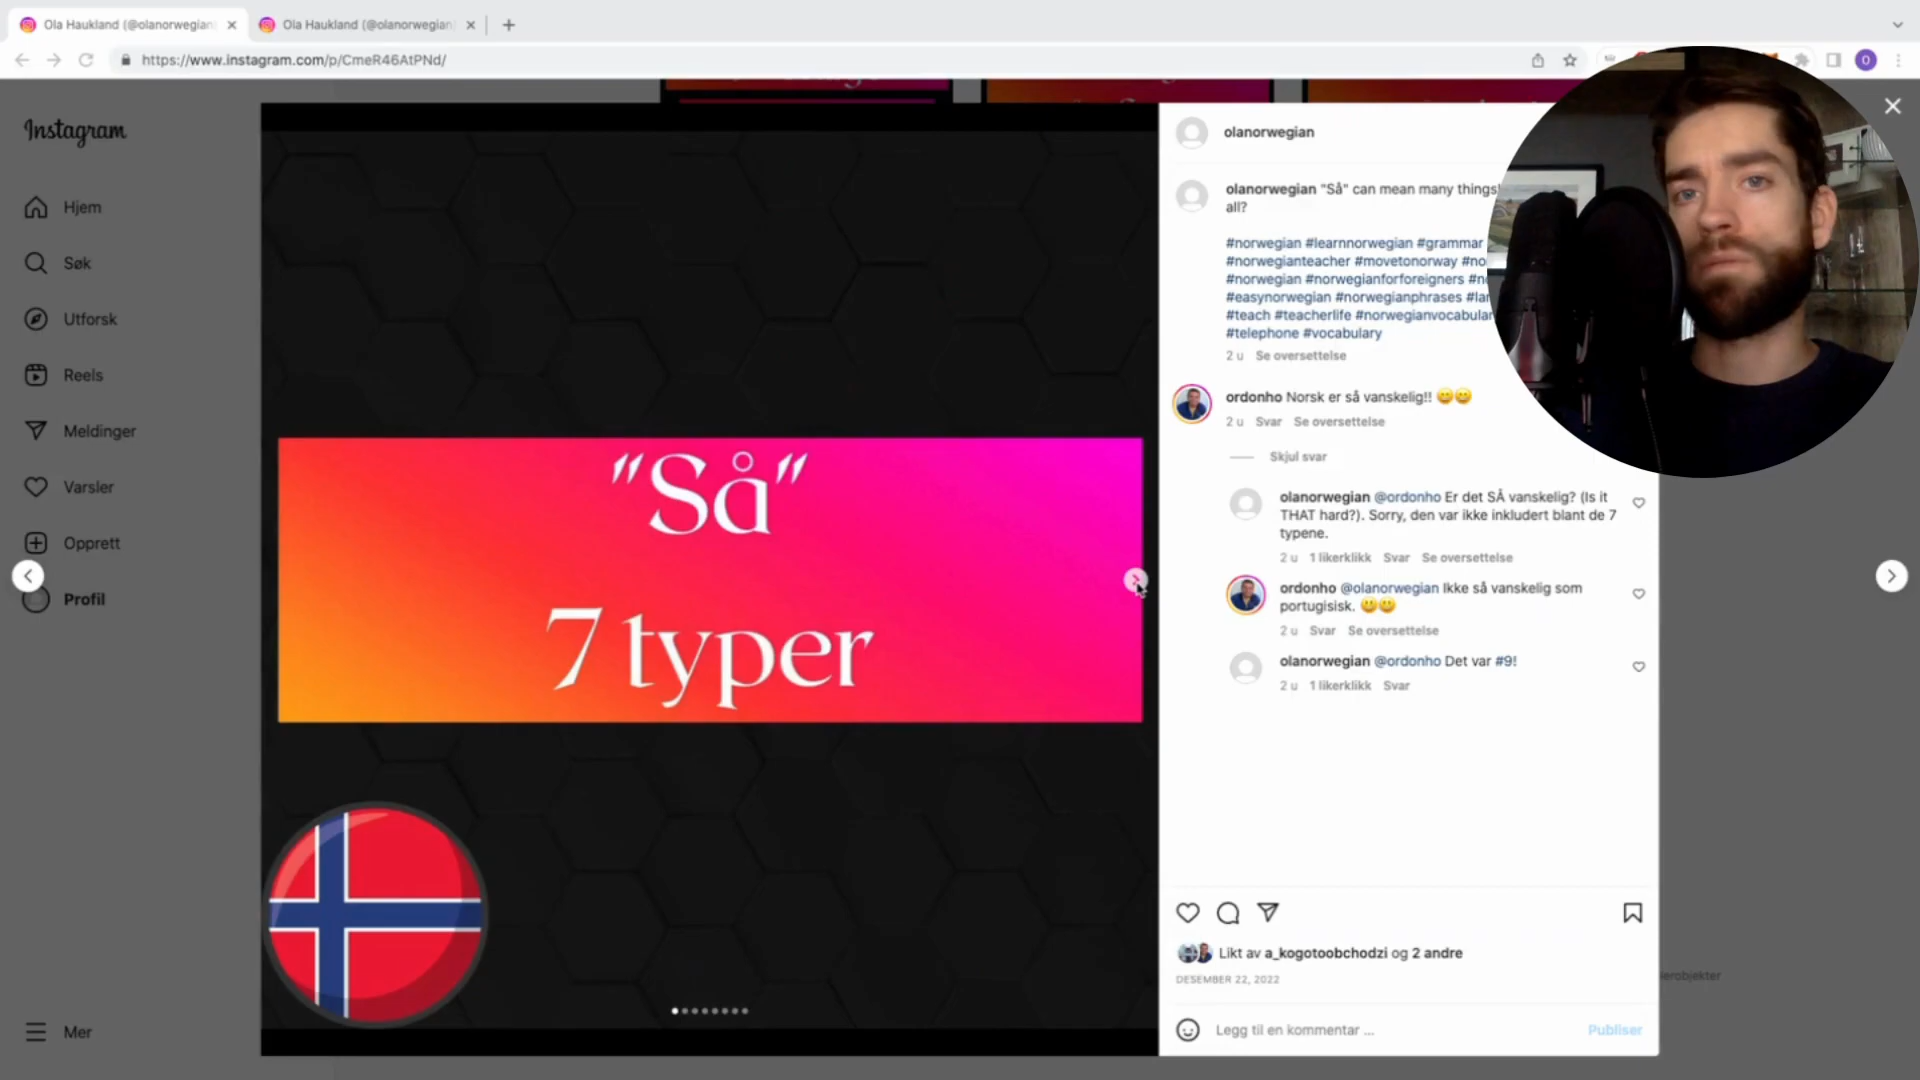 Ola Haukland (@olanorwegian
Ola Haukland (@olanorwegian
https://www.instagram.com/p/CmeR46AtPNd/
O
Instagram
Hjem
Søk
Utforsk
Reels
Meldinger
Varsler
Opprett
Profil
Mer
"Så"
7 typer
olanorwegian
olanorwegian "Så" can mean many things!
all?
#norwegian #learnnorwegian #grammar
#norwegianteacher #movetonorway
#norwegian #norwegianforforeigners
#easynorwegian #norwegianphrases
#teach #teacherlife
#telephone #vocabulary
2 u Se oversettelse
ordonho Norsk er så vanskelig!! 😄😄
2 u Svar Se oversettelse
Skjul svar
olanorwegian @ordonho Er det SÅ vanskelig? (Is it
THAT hard?). Sorry, den var ikke inkludert blant de 7
typene.
2 u 1 likerklikk Svar Se oversettelse
ordonho @olanorwegian Ikke så vanskelig som
portugisisk. 😃😃
2 u Svar Se oversettelse
olanorwegian @ordonho Det var #9!
2 u 1 likerklikk Svar
Likt av a_kogotoobchodzi og 2 andre
DESEMBER 22, 2022
Legg til en kommentar ...
Publiser